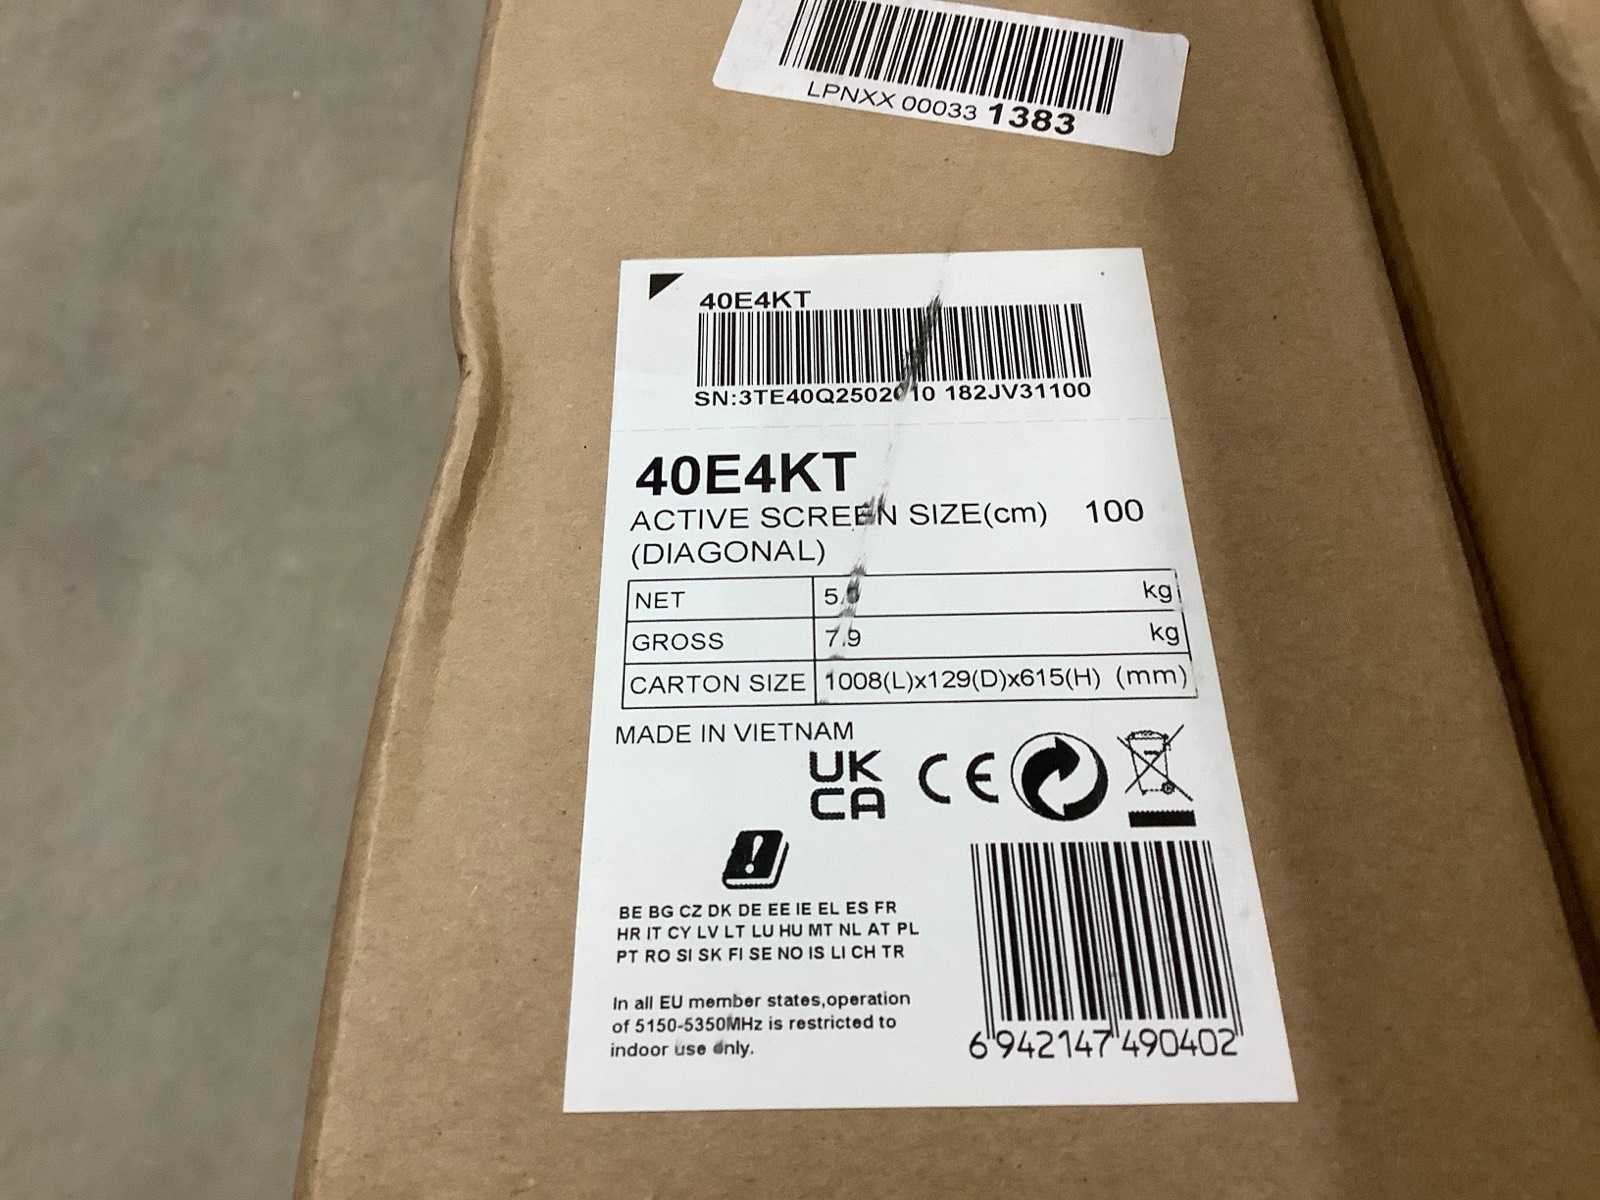 LPNXX 00033 1383
40E4KT
182JV31100
40E4KT
ACTIVE SCREEN SIZE(cm) 100
(DIAGONAL)
NET kg
GROSS 7.9 kg
CARTON SIZE 1008(L)x129(D)x615(H) (mm)
MADE IN VIETNAM
UK
CA
CE
BE BG CZ DK DE EE IE EL ES FR
HR IT CY LV LT LU HU MT NL AT PL
PT RO SI SK FI SE NO IS LI CH TR
In all EU member states,operation
of 5150-5350MHz is restricted to
indoor use only.
6 942147 490402